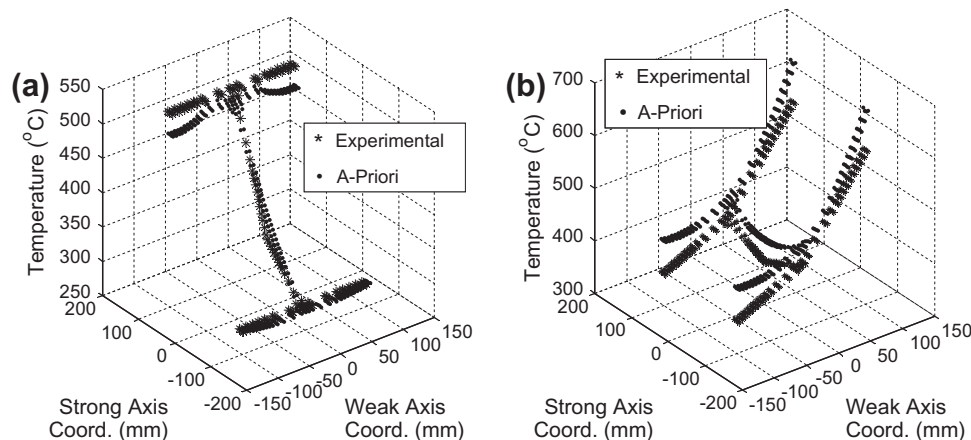 (a)
550
500
450
400
350
300
250
Temperature (°C)
* Experimental
• A-Priori
200
100
0
-100
-200
Strong Axis
Coord. (mm)
-150
-100
-50
0
50
100
150
Weak Axis
Coord. (mm)
(b)
700
600
500
400
300
Temperature (°C)
* Experimental
• A-Priori
200
100
0
-100
-200
Strong Axis
Coord. (mm)
-150
-100
-50
0
50
100
150
Weak Axis
Coord. (mm)